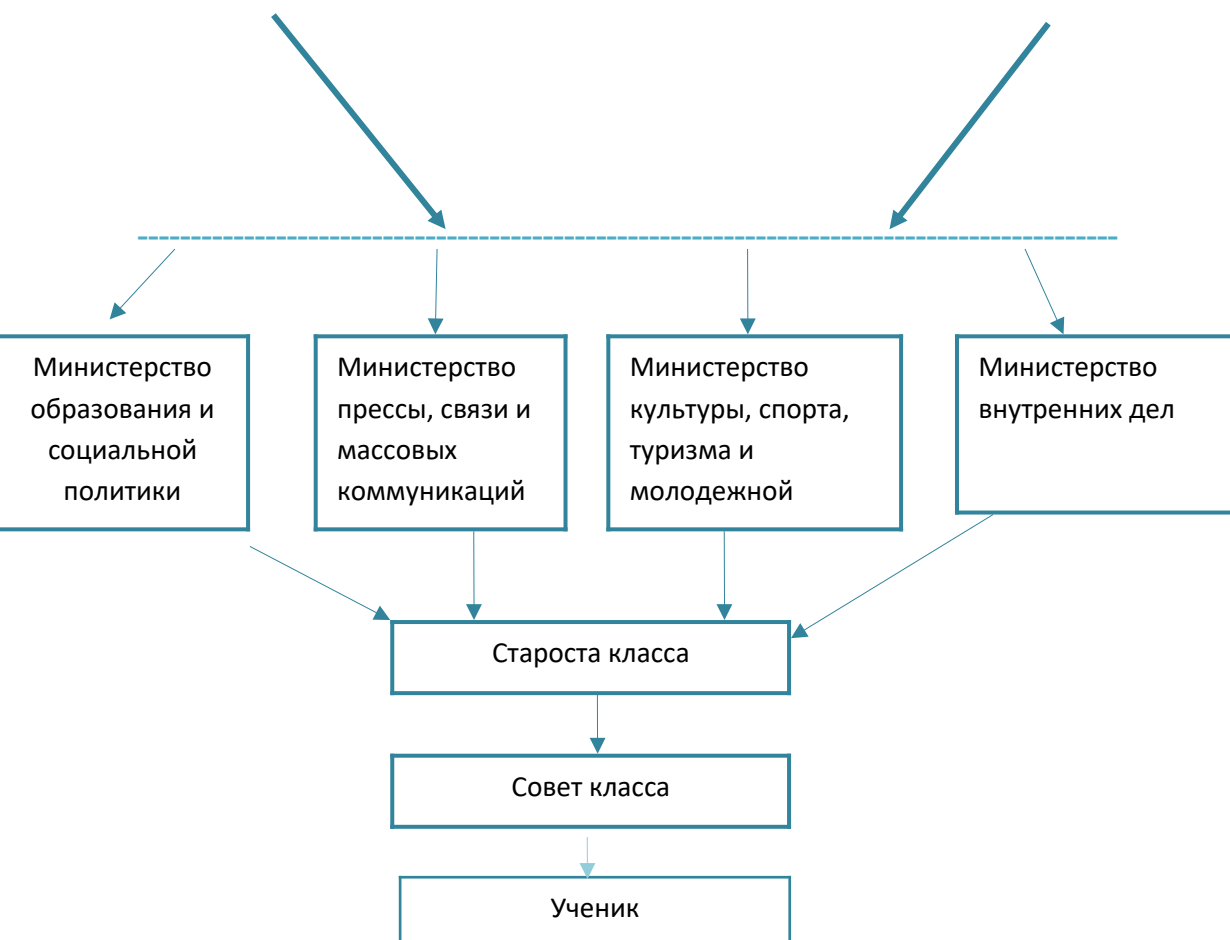 Министерство
образования и
социальной
политики
Министерство
прессы, связи и
массовых
коммуникаций
Министерство
культуры, спорта,
туризма и
молодежной
Министерство
внутренних дел
Староста класса
Совет класса
Ученик